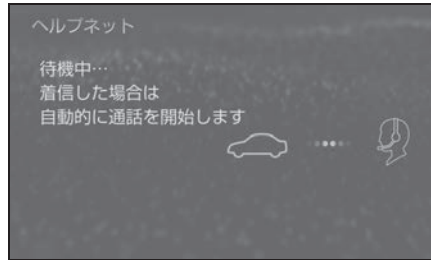 ヘルプネット
待機中…
着信した場合は
自動的に通話を開始します